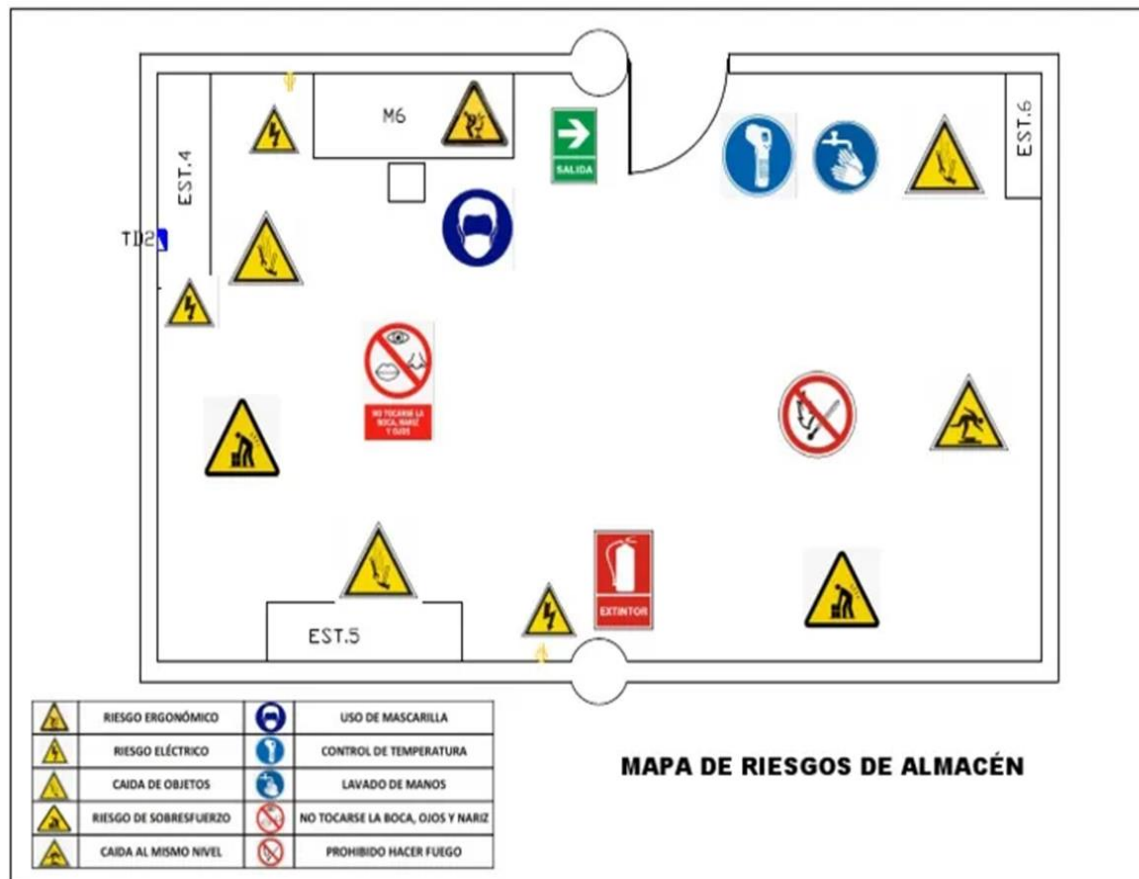 M6
EST.4
SALIDA
EST.6
TD2
NO TOCARSE LA
BOCA, NARIZ
Y OJOS
EXTINTOR
EST.5
RIESGO ERGONÓMICO
USO DE MASCARILLA
RIESGO ELÉCTRICO
CONTROL DE TEMPERATURA
CAIDA DE OBJETOS
LAVADO DE MANOS
RIESGO DE SOBRESFUERZO
NO TOCARSE LA BOCA, OJOS Y NARIZ
CAIDA AL MISMO NIVEL
PROHIBIDO HACER FUEGO
MAPA DE RIESGOS DE ALMACÉN